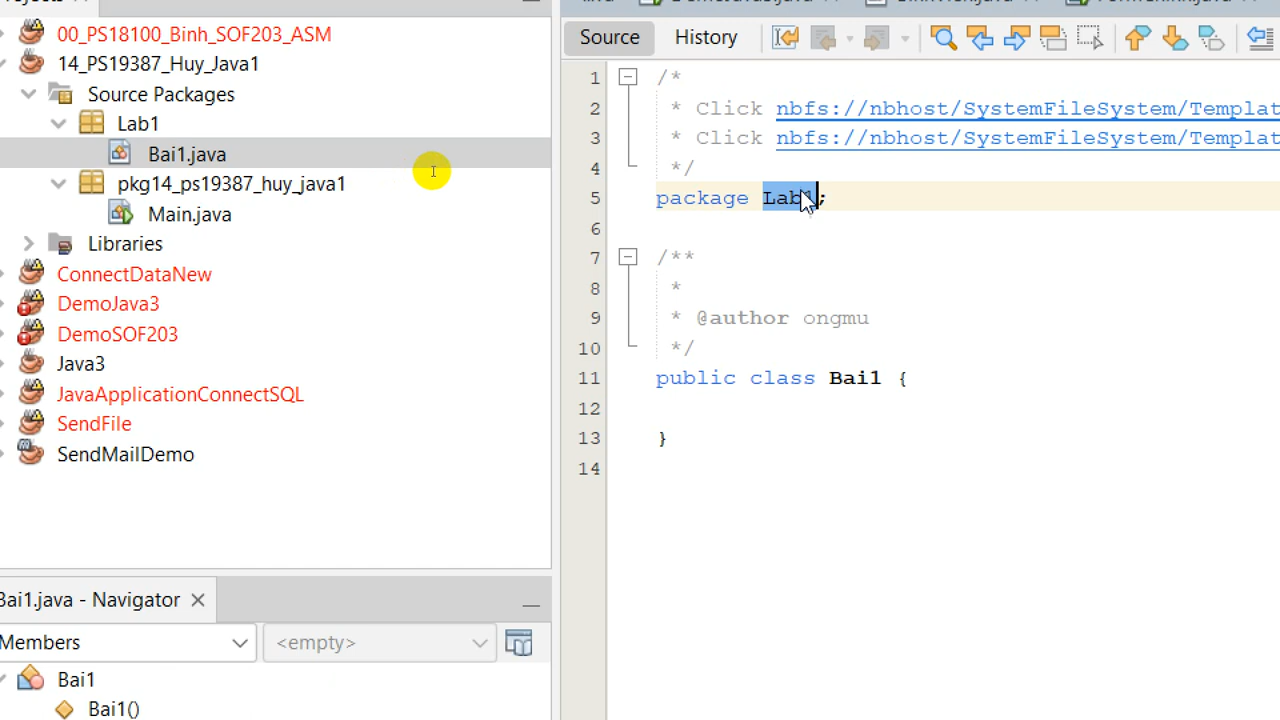 00_PS18100_Binh_SOF203_ASM
14_PS19387_Huy_Java1
Source Packages
Lab1
Bai1.java
pkg14_ps19387_huy_java1
Main.java
Libraries
ConnectDataNew
DemoJava3
DemoSOF203
Java3
JavaApplicationConnectSQL
SendFile
SendMailDemo
Bai1.java - Navigator
Members
<empty>
Bai1
Bai1()
Source History
1 /*
2 * Click nbfs://nbhost/SystemFileSystem/Templat
3 * Click nbfs://nbhost/SystemFileSystem/Templat
4 */
5 package Lab1;
6
7 /**
8 *
9 * @author ongmu
10 */
11 public class Bai1 {
12
13 }
14